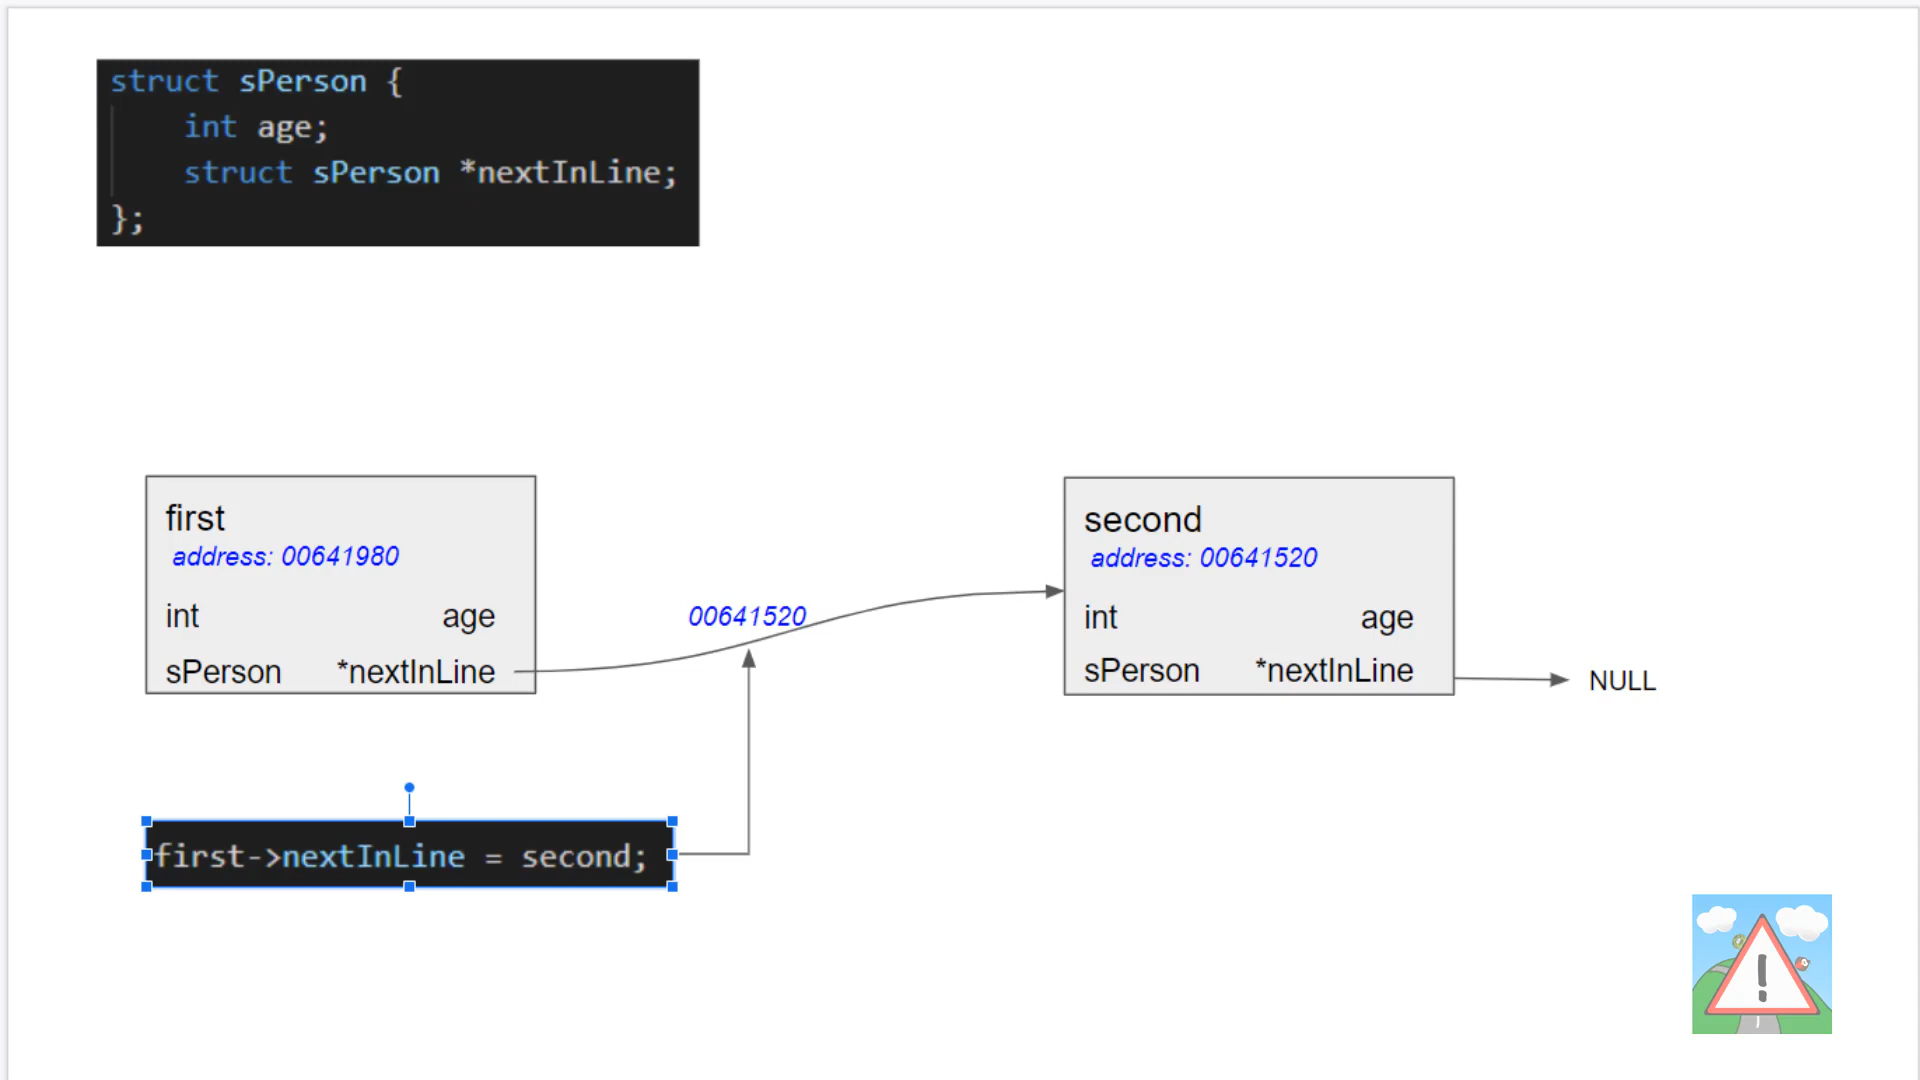 struct sPerson {
int age;
struct sPerson *nextInLine;
};
first
address: 00641980
int age
sPerson *nextInLine
00641520
second
address: 00641520
int age
sPerson *nextInLine
NULL
first->nextInLine = second;
!